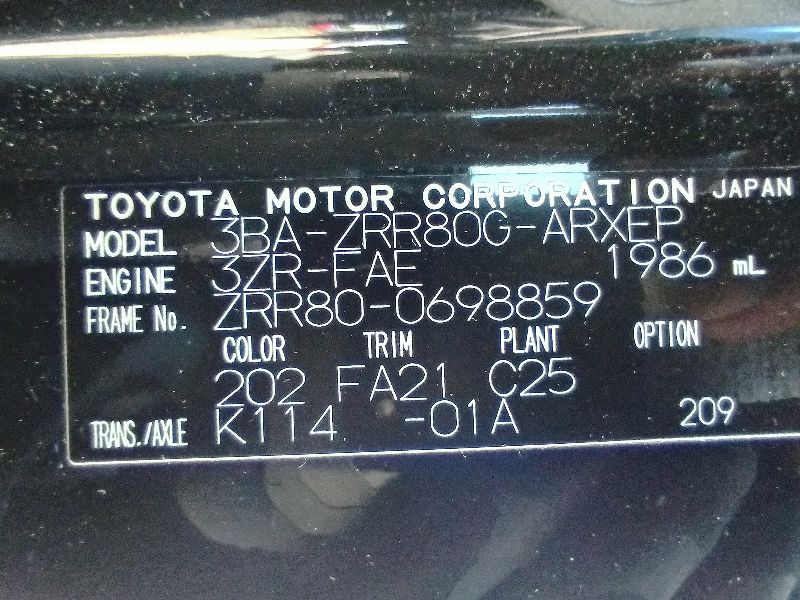 TOYOTA MOTOR CORPORATION JAPAN
MODEL 3BA-ZRR80G-ARXEP
ENGINE 3ZR-FAE 1986 mL
FRAME No. ZRR80-0698859
COLOR TRIM PLANT OPTION
202 FA21 C25
TRANS./AXLE K114 -01A 209